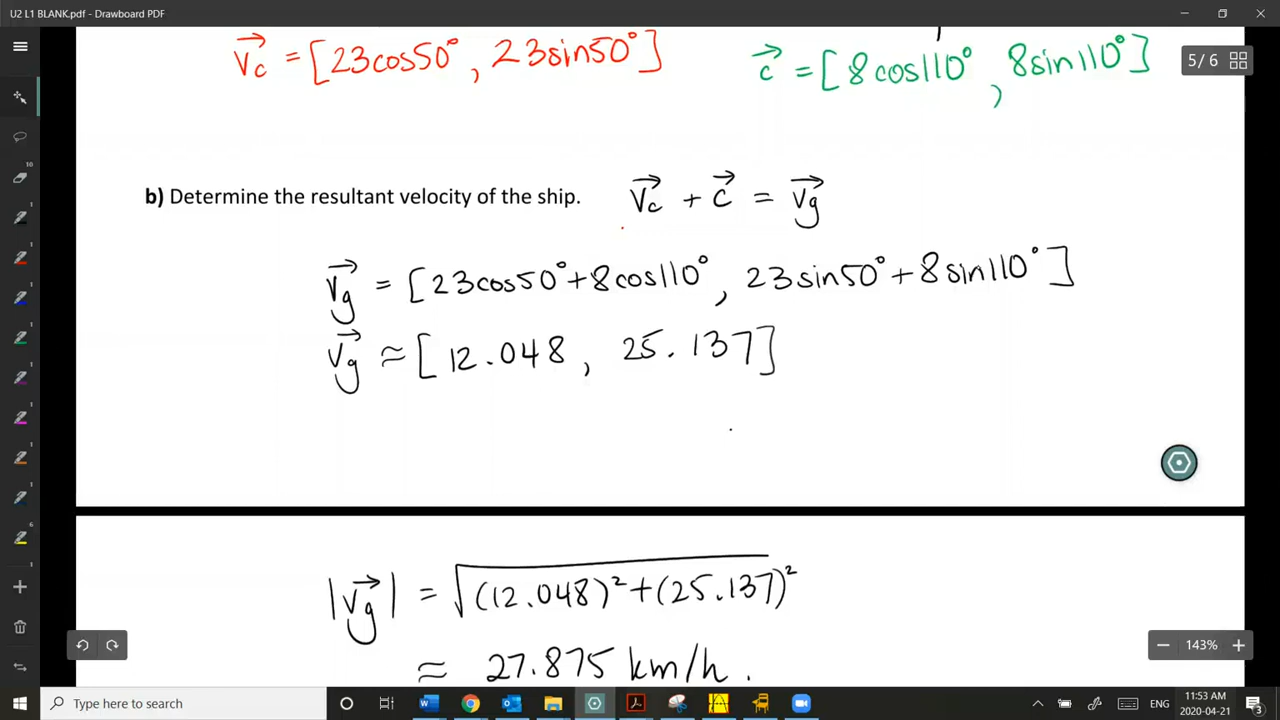 U2 L1 BLANK.pdf - Drawboard PDF
v⃗c = [23cos50°, 23sin50°]
c⃗ = [8cos110°, 8sin110°]
5/6
b) Determine the resultant velocity of the ship.
v⃗c + c⃗ = v⃗g
v⃗g = [23cos50° + 8cos110°, 23sin50° + 8sin110°]
v⃗g ≈ [12.048, 25.137]
|v⃗g| = √(12.048)² + (25.137)²
≈ 27.875 km/h.
143%
Type here to search
ENG
11:53 AM
2020-04-21
3